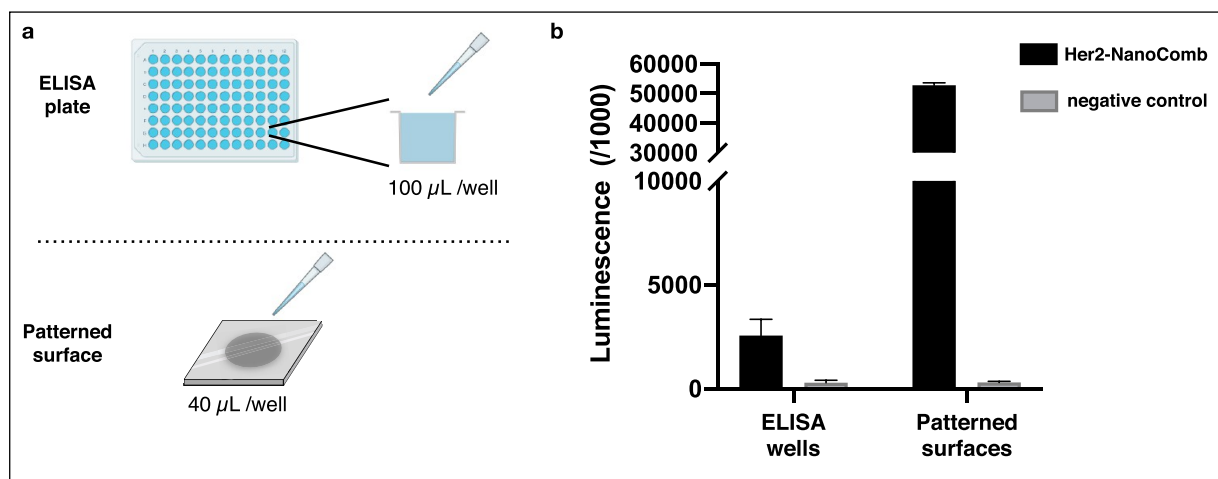 a
ELISA
plate
100 µL /well
Patterned
surface
40 µL /well
b
Luminescence (/1000)
60000
50000
40000
30000
10000
5000
0
ELISA
wells
Patterned
surfaces
Her2-NanoComb
negative control